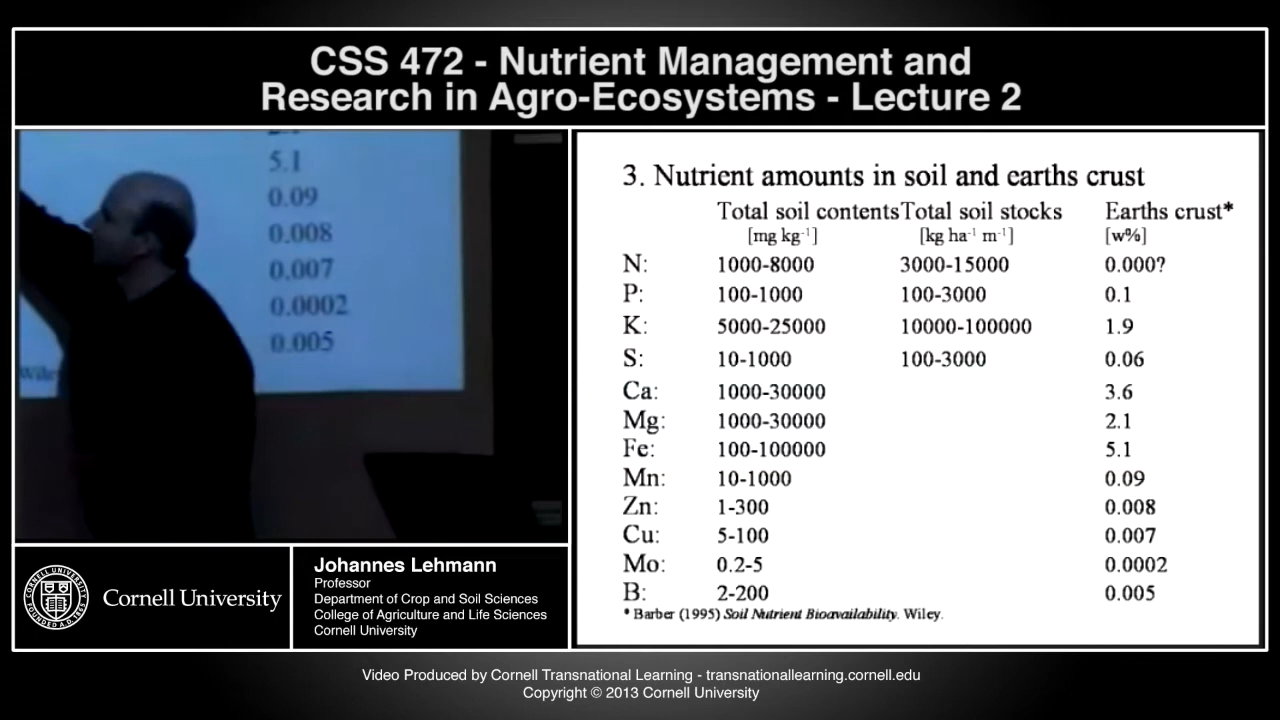 CSS 472 - Nutrient Management and
Research in Agro-Ecosystems - Lecture 2
5.1
0.09
0.008
0.007
0.0002
0.005
Wiley
3. Nutrient amounts in soil and earths crust
Total soil contents Total soil stocks Earths crust*
[mg kg-1] [kg ha-1 m-1] [w%]
N: 1000-8000 3000-15000 0.000?
P: 100-1000 100-3000 0.1
K: 5000-25000 10000-100000 1.9
S: 10-1000 100-3000 0.06
Ca: 1000-30000 3.6
Mg: 1000-30000 2.1
Fe: 100-100000 5.1
Mn: 10-1000 0.09
Zn: 1-300 0.008
Cu: 5-100 0.007
Mo: 0.2-5 0.0002
B: 2-200 0.005
* Barber (1995) Soil Nutrient Bioavailability. Wiley.
CORNELL UNIVERSITY
FOUNDED A.D. 1865
Cornell University
Johannes Lehmann
Professor
Department of Crop and Soil Sciences
College of Agriculture and Life Sciences
Cornell University
Video Produced by Cornell Transnational Learning - transnationallearning.cornell.edu
Copyright © 2013 Cornell University